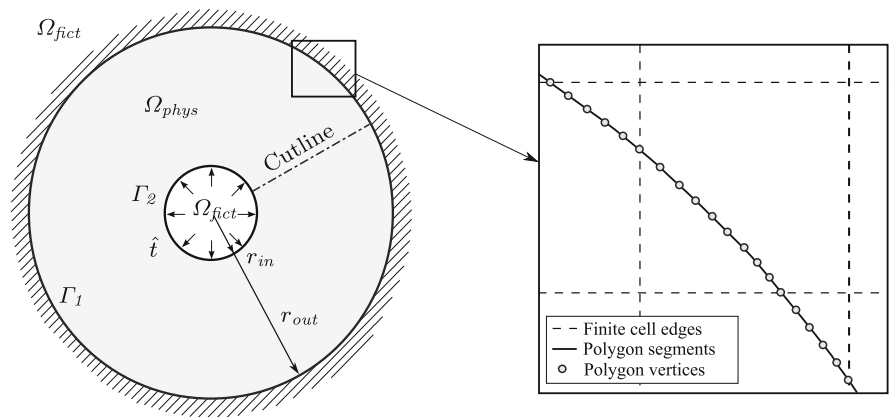 Ω_fict
Ω_phys
Cutline
Γ_2
Ω_fict
t̂
r_in
Γ_1
r_out
Finite cell edges
Polygon segments
Polygon vertices